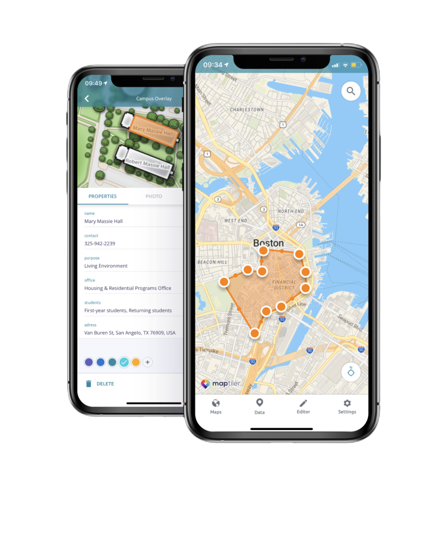 09:49
Campus Overlay
Mary Massie Hall
Robert Massie Hall
PROPERTIES
PHOTO
name
Mary Massie Hall
contact
325-942-2239
purpose
Living Environment
office
Housing & Residential Programs Office
students
First-year students, Returning students
adress
Van Buren St, San Angelo, TX 76909, USA
DELETE
09:34
CHARLESTOWN
1
3
NORTH END
WEST END
Boston
BEACON HILL
FINANCIAL
DISTRICT
maptiler
Maps
Data
Editor
Settings